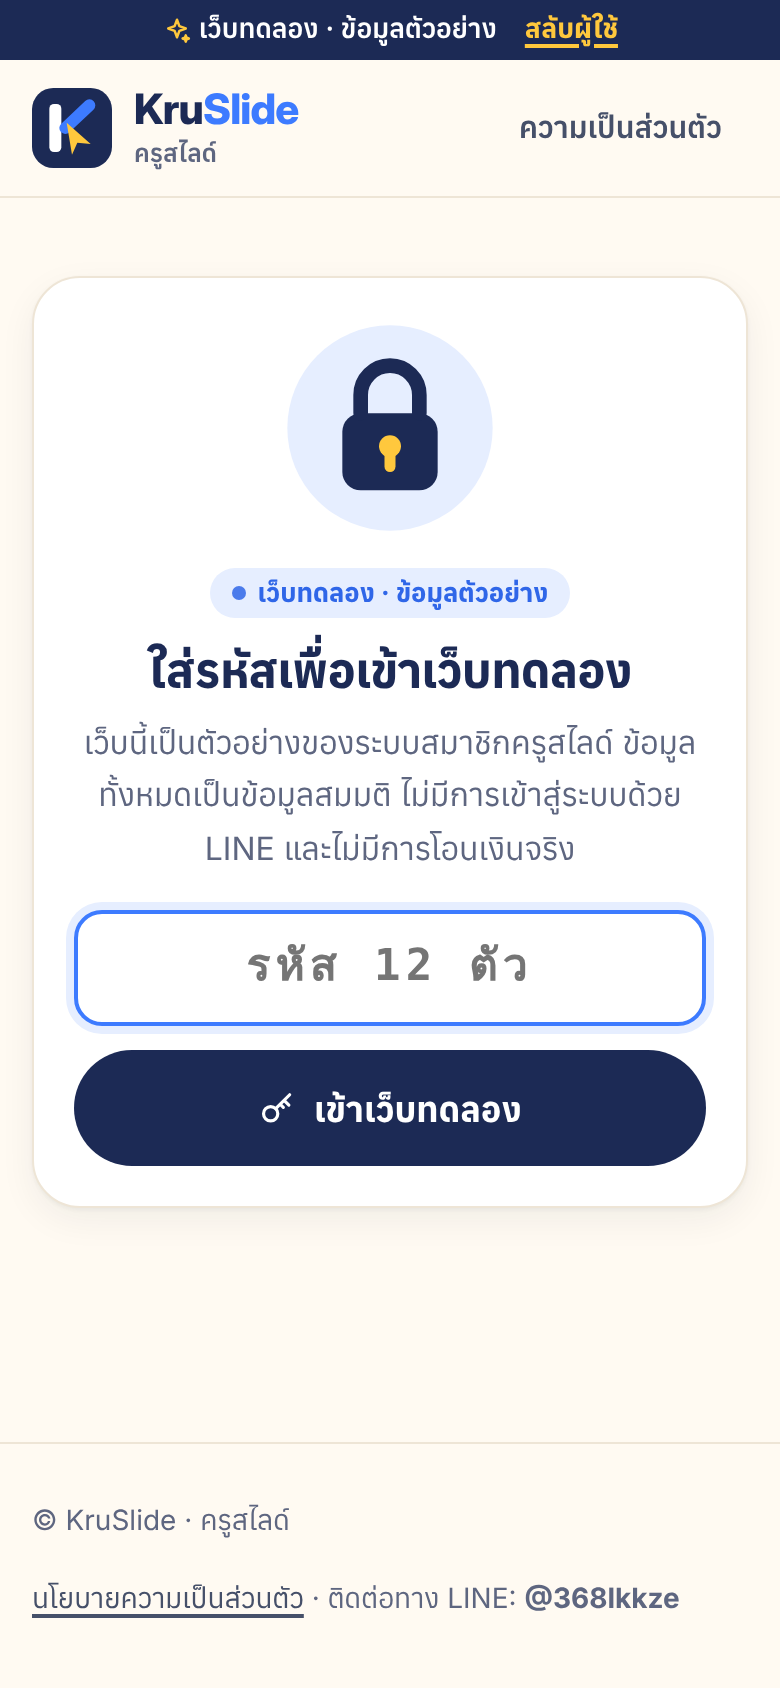 เว็บทดลอง · ข้อมูลตัวอย่าง สลับผู้ใช้
KruSlide
ครูสไลด์
ความเป็นส่วนตัว
เว็บทดลอง · ข้อมูลตัวอย่าง
ใส่รหัสเพื่อเข้าเว็บทดลอง
เว็บนี้เป็นตัวอย่างของระบบสมาชิกครูสไลด์ ข้อมูล
ทั้งหมดเป็นข้อมูลสมมติ ไม่มีการเข้าสู่ระบบด้วย
LINE และไม่มีการโอนเงินจริง
รหัส 12 ตัว
เข้าเว็บทดลอง
© KruSlide · ครูสไลด์
นโยบายความเป็นส่วนตัว · ติดต่อทาง LINE: @368lkkze